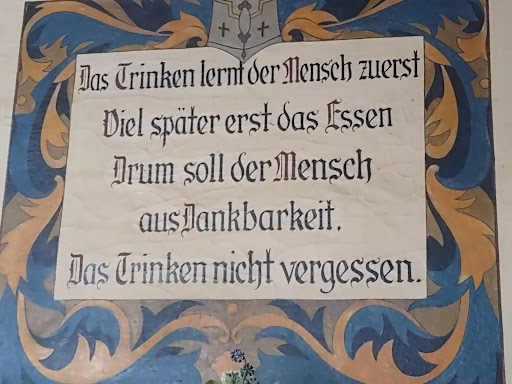 Das Trinken lernt der Mensch zuerst
Viel später erst das Essen
Drum soll der Mensch
aus Dankbarkeit,
Das Trinken nicht vergessen.